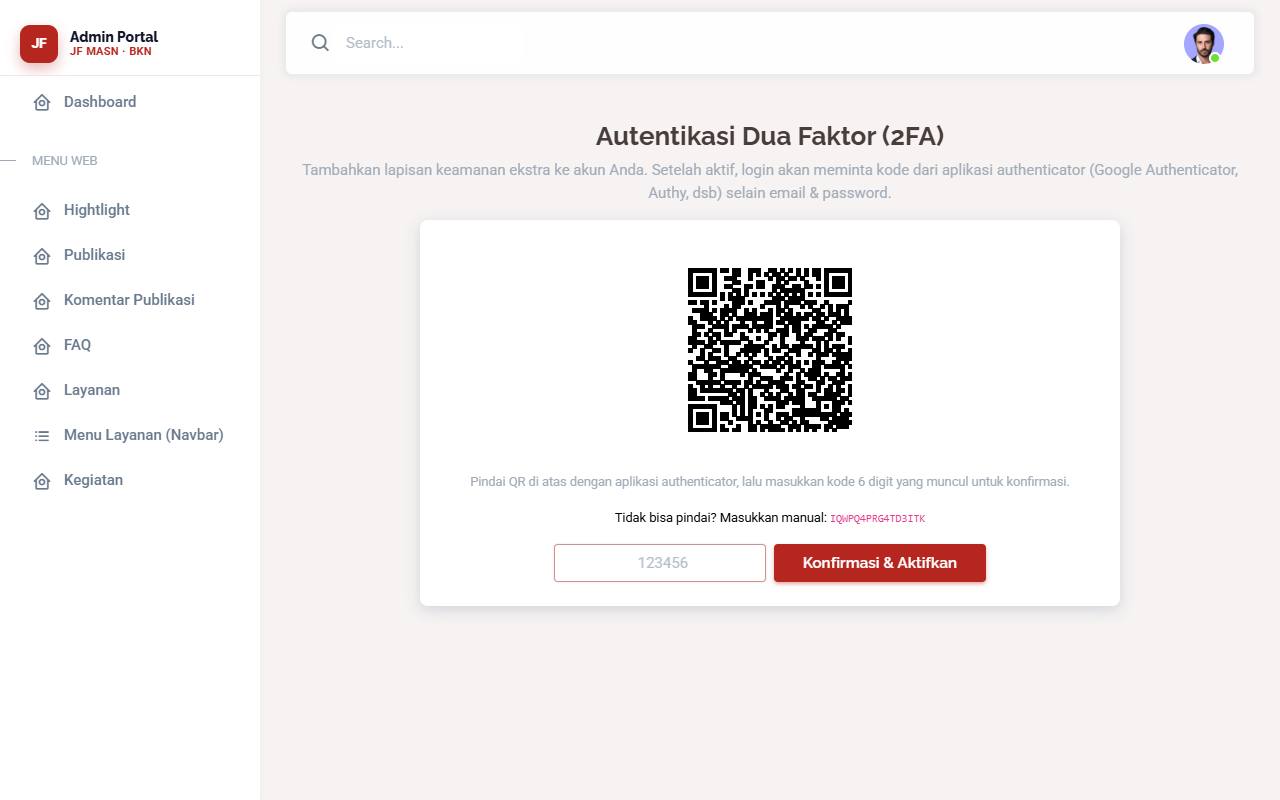 JF
Admin Portal
JF MASN · BKN
Search...
Dashboard
MENU WEB
Hightlight
Publikasi
Komentar Publikasi
FAQ
Layanan
Menu Layanan (Navbar)
Kegiatan
Autentikasi Dua Faktor (2FA)
Tambahkan lapisan keamanan ekstra ke akun Anda. Setelah aktif, login akan meminta kode dari aplikasi authenticator (Google Authenticator,
Authy, dsb) selain email & password.
Pindai QR di atas dengan aplikasi authenticator, lalu masukkan kode 6 digit yang muncul untuk konfirmasi.
Tidak bisa pindai? Masukkan manual: IQWPQ4PRG4TD3ITK
123456
Konfirmasi & Aktifkan